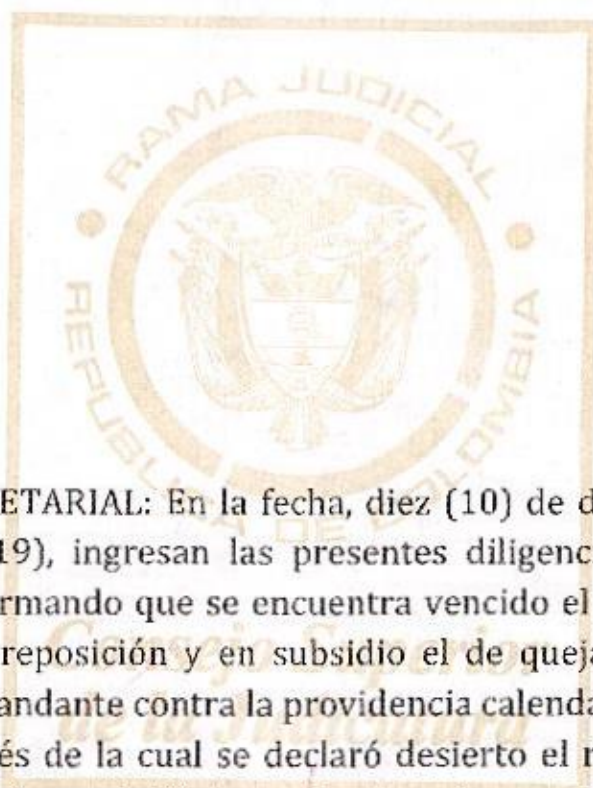 RAMA JUDICIAL
REPUBLICA DE COLOMBIA
ETARIAL: En la fecha, diez (10) de d
19), ingresan las presentes diligenci
rmando que se encuentra vencido el
reposición y en subsidio el de queja
andante contra la providencia calenda
és de la cual se declaró desierto el r
Consejo Superior
de la Judicatura